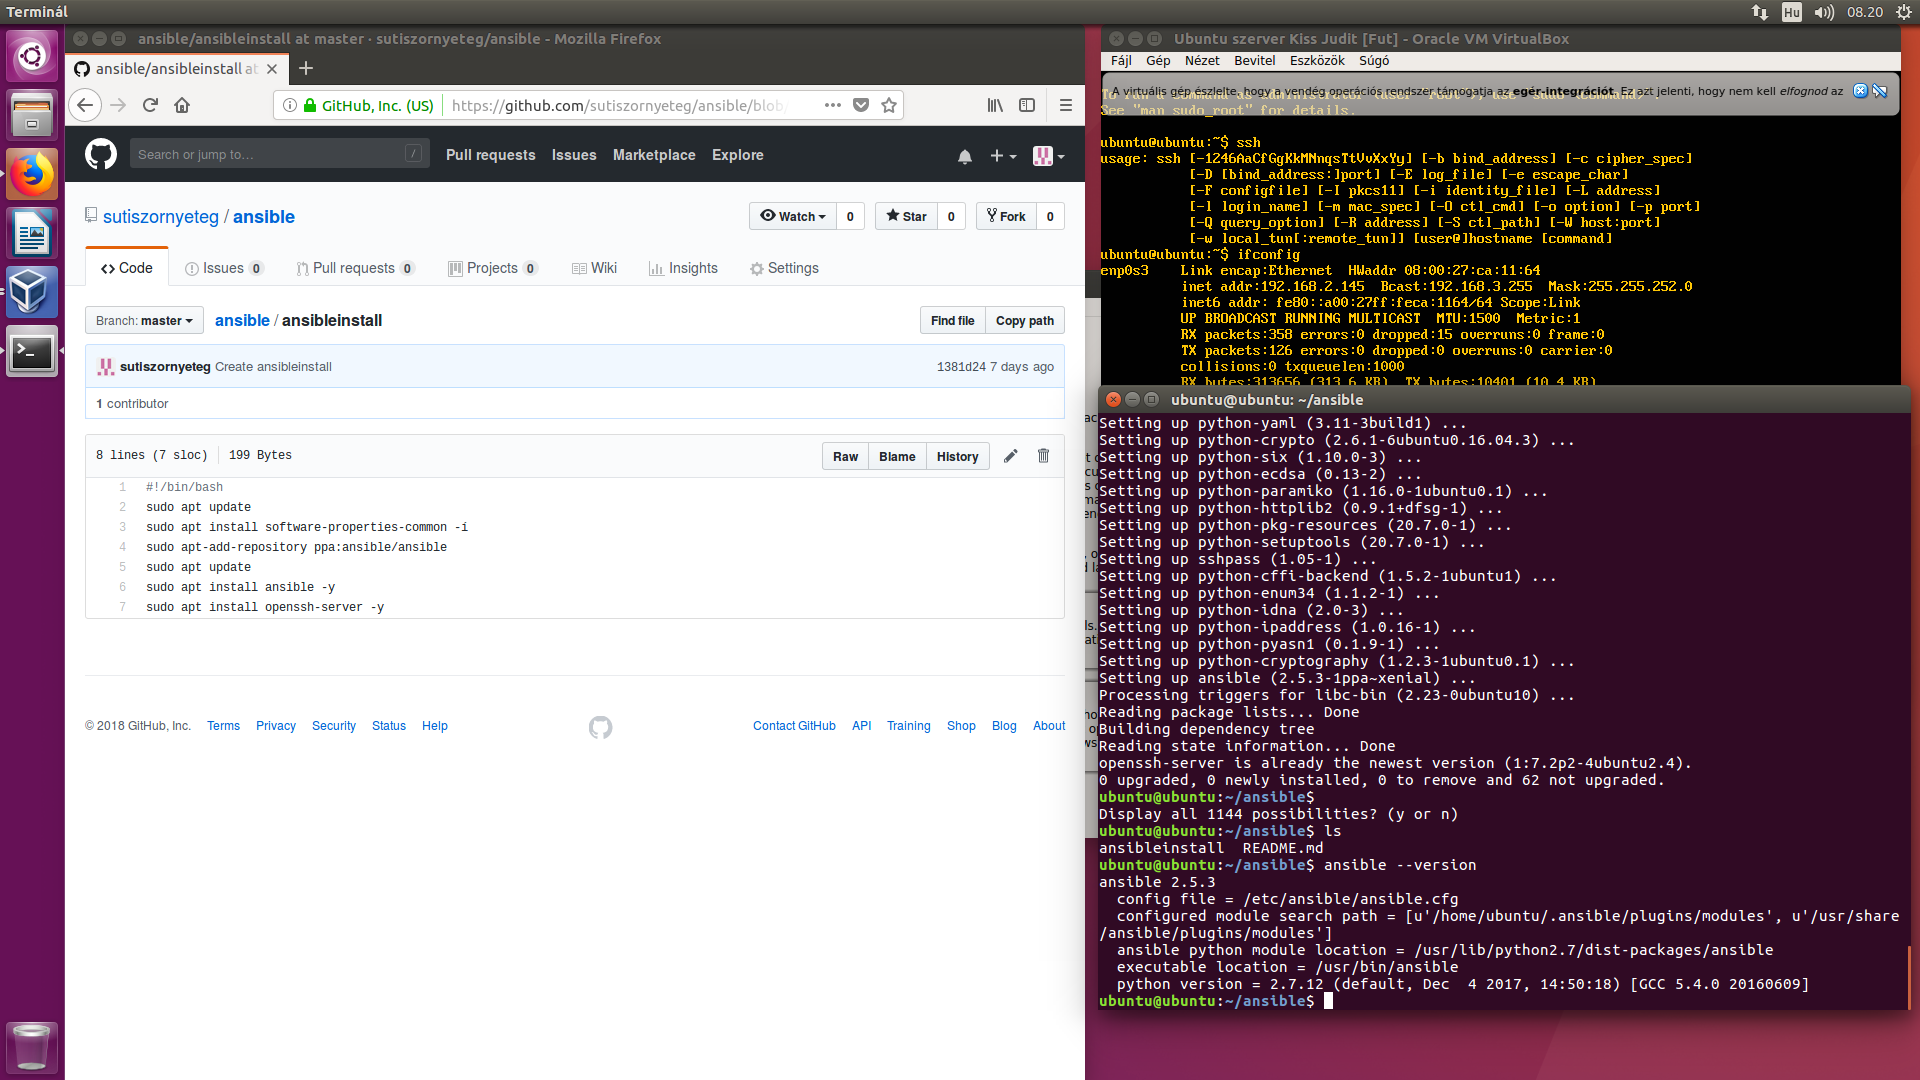 Terminál
Hu
08.20
ansible/ansibleinstall at master · sutiszornyeteg/ansible - Mozilla Firefox
ansible/ansibleinstall at
GitHub, Inc. (US)
https://github.com/sutiszornyeteg/ansible/blob/
Search or jump to…
/
Pull requests
Issues
Marketplace
Explore
sutiszornyeteg / ansible
Watch
0
Star
0
Fork
0
Code
Issues 0
Pull requests 0
Projects 0
Wiki
Insights
Settings
Branch: master
ansible / ansibleinstall
Find file
Copy path
sutiszornyeteg Create ansibleinstall
1381d24 7 days ago
1 contributor
8 lines (7 sloc)
199 Bytes
Raw
Blame
History
1 #!/bin/bash
2 sudo apt update
3 sudo apt install software-properties-common -i
4 sudo apt-add-repository ppa:ansible/ansible
5 sudo apt update
6 sudo apt install ansible -y
7 sudo apt install openssh-server -y
© 2018 GitHub, Inc.
Terms
Privacy
Security
Status
Help
Contact GitHub
API
Training
Shop
Blog
About
Ubuntu szerver Kiss Judit [Fut] - Oracle VM VirtualBox
Fájl Gép Nézet Bevitel Eszközök Súgó
A virtuális gép észlelte, hogy a vendég operációs rendszer támogatja az egér-integrációt. Ez azt jelenti, hogy nem kell elfognod az
See "man sudo_root" for details.
ubuntu@ubuntu:~$ ssh
usage: ssh [-1246AaCfGgKkMNnqsTtVvXxYy] [-b bind_address] [-c cipher_spec]
[-D [bind_address:]port] [-E log_file] [-e escape_char]
[-F configfile] [-I pkcs11] [-i identity_file] [-L address]
[-l login_name] [-m mac_spec] [-O ctl_cmd] [-o option] [-p port]
[-Q query_option] [-R address] [-S ctl_path] [-W host:port]
[-w local_tun[:remote_tun]] [user@]hostname [command]
ubuntu@ubuntu:~$ ifconfig
enp0s3    Link encap:Ethernet  HWaddr 08:00:27:ca:11:64
inet addr:192.168.2.145  Bcast:192.168.3.255  Mask:255.255.252.0
inet6 addr: fe80::a00:27ff:feca:1164/64 Scope:Link
UP BROADCAST RUNNING MULTICAST  MTU:1500  Metric:1
RX packets:358 errors:0 dropped:15 overruns:0 frame:0
TX packets:126 errors:0 dropped:0 overruns:0 carrier:0
collisions:0 txqueuelen:1000
RX bytes:313656 (313.6 KB)  TX bytes:10401 (10.4 KB)
ubuntu@ubuntu: ~/ansible
Setting up python-yaml (3.11-3build1) ...
Setting up python-crypto (2.6.1-6ubuntu0.16.04.3) ...
Setting up python-six (1.10.0-3) ...
Setting up python-ecdsa (0.13-2) ...
Setting up python-paramiko (1.16.0-1ubuntu0.1) ...
Setting up python-httplib2 (0.9.1+dfsg-1) ...
Setting up python-pkg-resources (20.7.0-1) ...
Setting up python-setuptools (20.7.0-1) ...
Setting up sshpass (1.05-1) ...
Setting up python-cffi-backend (1.5.2-1ubuntu1) ...
Setting up python-enum34 (1.1.2-1) ...
Setting up python-idna (2.0-3) ...
Setting up python-ipaddress (1.0.16-1) ...
Setting up python-pyasn1 (0.1.9-1) ...
Setting up python-cryptography (1.2.3-1ubuntu0.1) ...
Setting up ansible (2.5.3-1ppa~xenial) ...
Processing triggers for libc-bin (2.23-0ubuntu10) ...
Reading package lists... Done
Building dependency tree
Reading state information... Done
openssh-server is already the newest version (1:7.2p2-4ubuntu2.4).
0 upgraded, 0 newly installed, 0 to remove and 62 not upgraded.
ubuntu@ubuntu:~/ansible$
Display all 1144 possibilities? (y or n)
ubuntu@ubuntu:~/ansible$ ls
ansibleinstall  README.md
ubuntu@ubuntu:~/ansible$ ansible --version
ansible 2.5.3
config file = /etc/ansible/ansible.cfg
configured module search path = [u'/home/ubuntu/.ansible/plugins/modules', u'/usr/share
/ansible/plugins/modules']
ansible python module location = /usr/lib/python2.7/dist-packages/ansible
executable location = /usr/bin/ansible
python version = 2.7.12 (default, Dec  4 2017, 14:50:18) [GCC 5.4.0 20160609]
ubuntu@ubuntu:~/ansible$